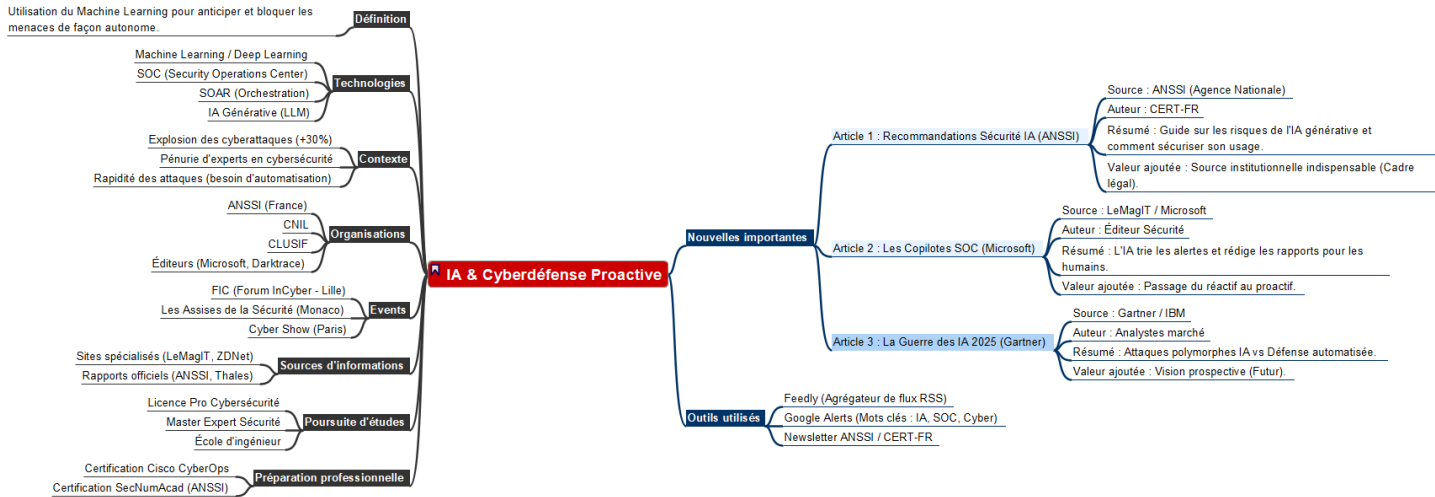 Utilisation du Machine Learning pour anticiper et bloquer les
menaces de façon autonome.
Définition
Machine Learning / Deep Learning
SOC (Security Operations Center)
SOAR (Orchestration)
IA Générative (LLM)
Technologies
Explosion des cyberattaques (+30%)
Pénurie d'experts en cybersécurité
Rapidité des attaques (besoin d'automatisation)
Contexte
ANSSI (France)
CNIL
CLUSIF
Éditeurs (Microsoft, Darktrace)
Organisations
FIC (Forum InCyber - Lille)
Les Assises de la Sécurité (Monaco)
Cyber Show (Paris)
Events
Sites spécialisés (LeMagIT, ZDNet)
Rapports officiels (ANSSI, Thales)
Sources d'informations
Licence Pro Cybersécurité
Master Expert Sécurité
École d'ingénieur
Poursuite d'études
Certification Cisco CyberOps
Certification SecNumAcad (ANSSI)
Préparation professionnelle
IA & Cyberdéfense Proactive
Nouvelles importantes
Article 1 : Recommandations Sécurité IA (ANSSI)
Source : ANSSI (Agence Nationale)
Auteur : CERT-FR
Résumé : Guide sur les risques de l'IA générative et
comment sécuriser son usage.
Valeur ajoutée : Source institutionnelle indispensable (Cadre
légal).
Article 2 : Les Copilotes SOC (Microsoft)
Source : LeMagIT / Microsoft
Auteur : Éditeur Sécurité
Résumé : L'IA trie les alertes et rédige les rapports pour les
humains.
Valeur ajoutée : Passage du réactif au proactif.
Article 3 : La Guerre des IA 2025 (Gartner)
Source : Gartner / IBM
Auteur : Analystes marché
Résumé : Attaques polymorphes IA vs Défense automatisée.
Valeur ajoutée : Vision prospective (Futur).
Outils utilisés
Feedly (Agrégateur de flux RSS)
Google Alerts (Mots clés : IA, SOC, Cyber)
Newsletter ANSSI / CERT-FR